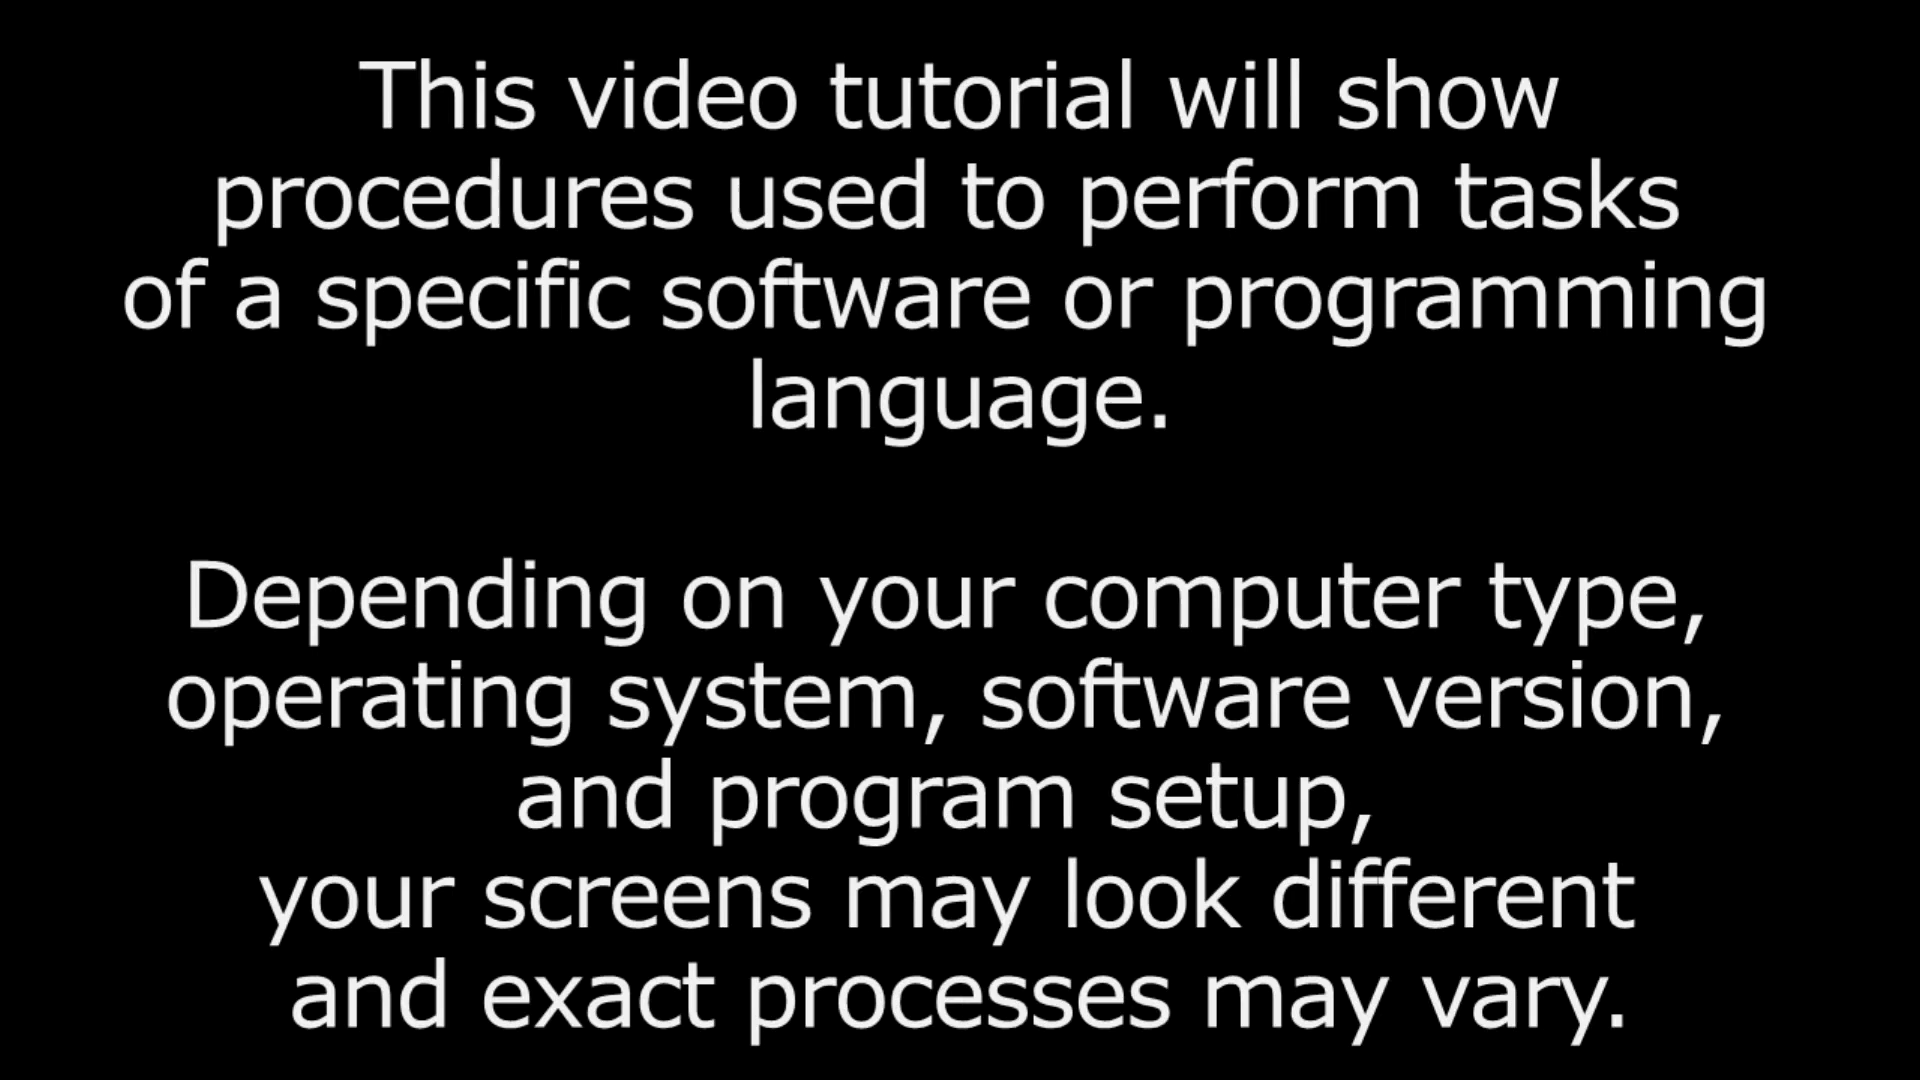 This video tutorial will show
procedures used to perform tasks
of a specific software or programming
language.
Depending on your computer type,
operating system, software version,
and program setup,
your screens may look different
and exact processes may vary.